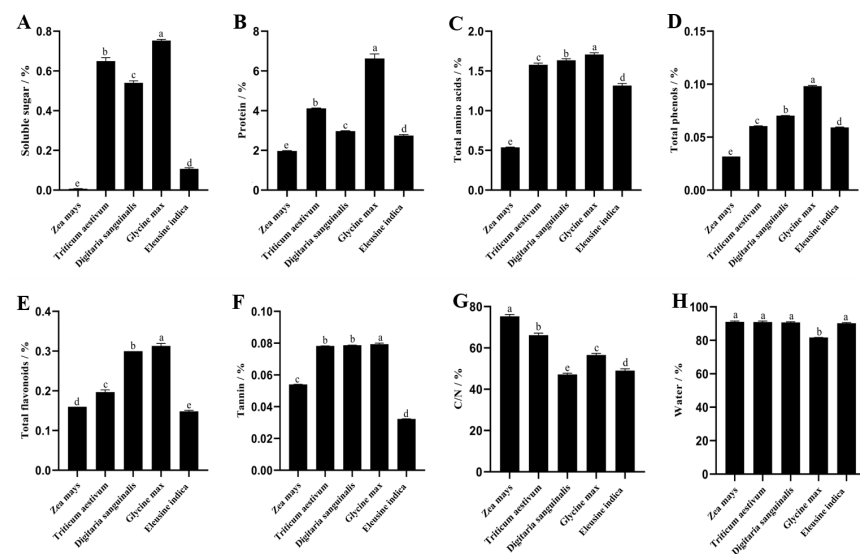 A
Soluble sugar / %
0.8
0.6
0.4
0.2
0.0
e
b
c
a
d
Zea mays
Triticum aestivum
Digitaria sanguinalis
Glycine max
Eleusine indica
B
Protein / %
8
6
4
2
0
e
b
c
a
d
Zea mays
Triticum aestivum
Digitaria sanguinalis
Glycine max
Eleusine indica
C
Total amino acids / %
2.0
1.5
1.0
0.5
0.0
e
c
b
a
d
Zea mays
Triticum aestivum
Digitaria sanguinalis
Glycine max
Eleusine indica
D
Total phenols / %
0.15
0.10
0.05
0.00
e
c
b
a
d
Zea mays
Triticum aestivum
Digitaria sanguinalis
Glycine max
Eleusine indica
E
Total flavonoids / %
0.4
0.3
0.2
0.1
0.0
d
c
b
a
e
Zea mays
Triticum aestivum
Digitaria sanguinalis
Glycine max
Eleusine indica
F
Tannin / %
0.10
0.08
0.06
0.04
0.02
0.00
c
b
b
a
d
Zea mays
Triticum aestivum
Digitaria sanguinalis
Glycine max
Eleusine indica
G
C/N / %
80
60
40
20
0
a
b
e
c
d
Zea mays
Triticum aestivum
Digitaria sanguinalis
Glycine max
Eleusine indica
H
Water / %
100
80
60
40
20
0
a
a
a
b
a
Zea mays
Triticum aestivum
Digitaria sanguinalis
Glycine max
Eleusine indica